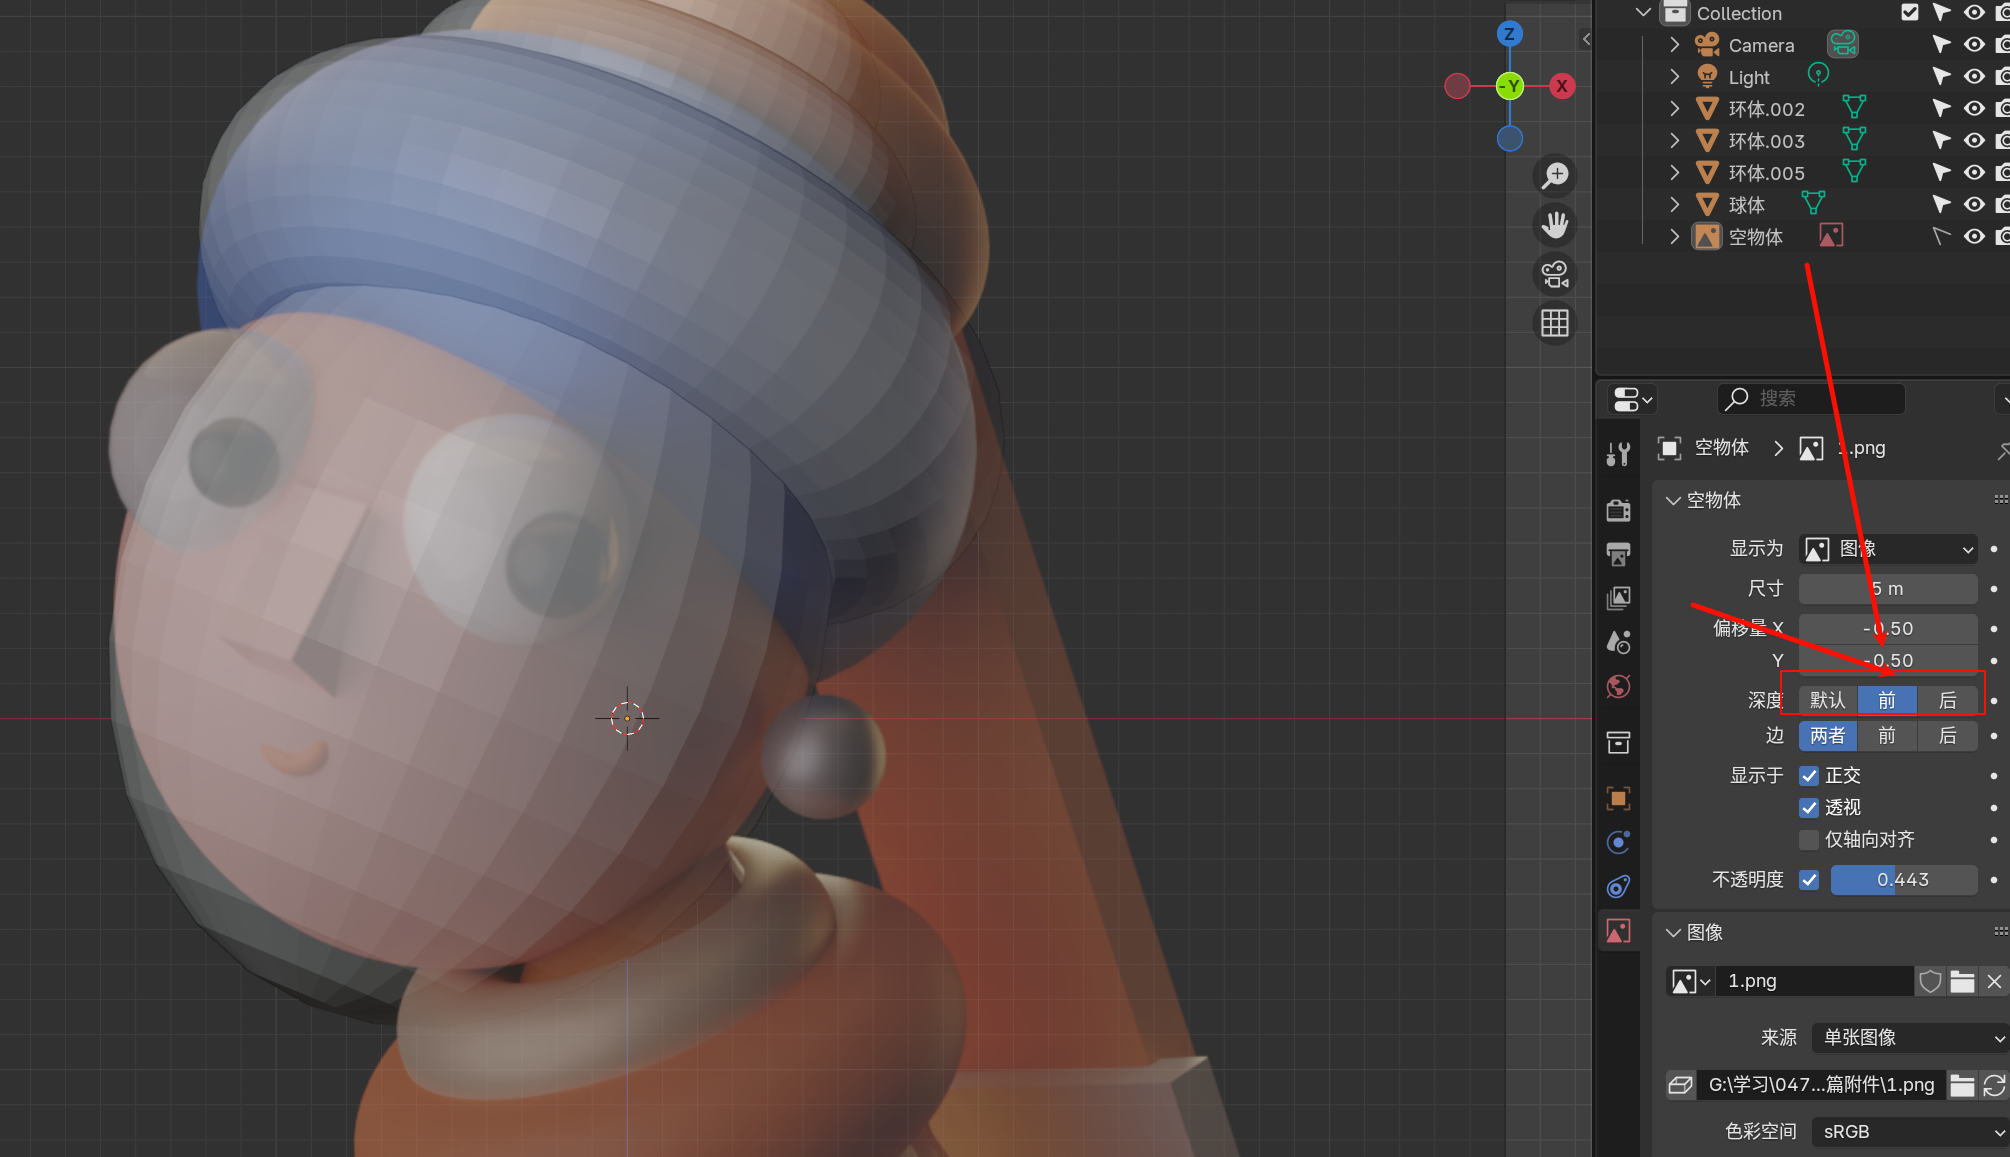 Collection
Camera
Light
环体.002
环体.003
环体.005
球体
空物体
Z
-Y
X
搜索
空物体 1.png
空物体
显示为 图像
尺寸 5 m
偏移量 X -0.50
Y -0.50
深度 默认 前 后
边 两者 前 后
显示于 正交
透视
仅轴向对齐
不透明度 0.443
图像
1.png
来源 单张图像
G:\学习\047...篇附件\1.png
色彩空间 sRGB